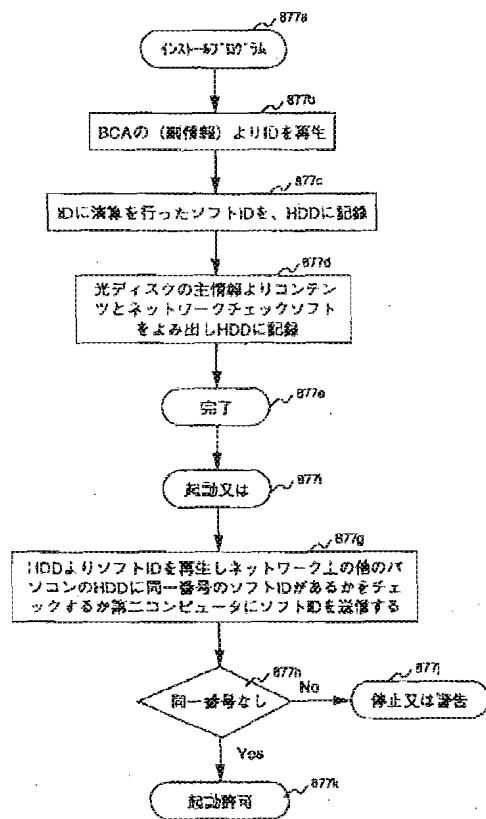 877a
インストールプログラム
877b
BCAの（副情報）よりIDを再生
877c
IDに演算を行ったソフトIDを、HDDに記録
877d
光ディスクの主情報よりコンテン
ツとネットワークチェックソフト
をよみ出しHDDに記録
877e
完了
877f
起動又は
877g
HDDよりソフトIDを再生しネットワーク上の他のパ
ソコンのHDDに同一番号のソフトIDがあるかをチェ
ックするか第二コンピュータにソフトIDを送信する
877h
同一番号なし
No
877j
停止又は警告
Yes
877k
起動許可